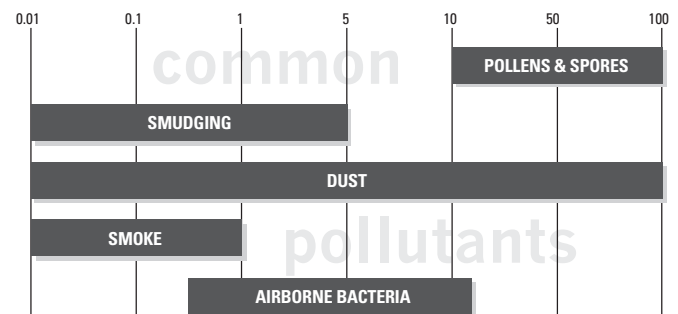 0.01 0.1 1 5 10 50 100
common
POLLENS & SPORES
SMUDGING
DUST
SMOKE
pollutants
AIRBORNE BACTERIA